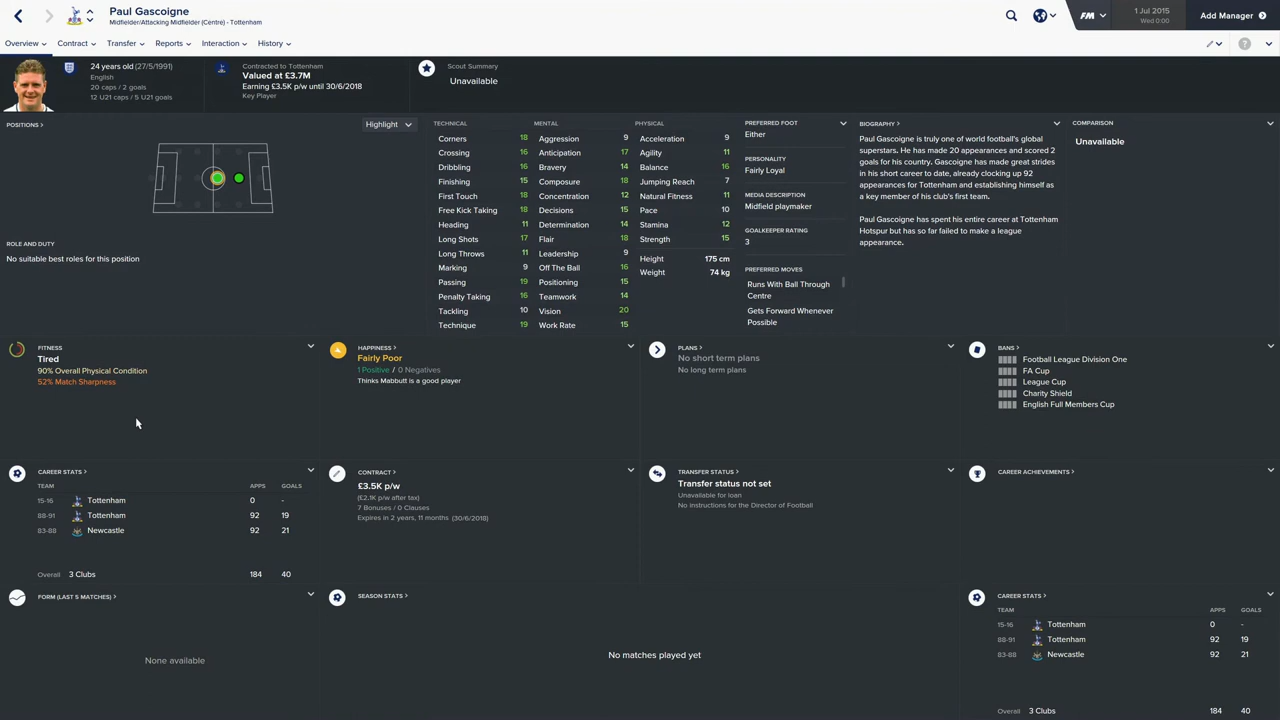 Paul Gascoigne
Midfielder/Attacking Midfielder (Centre) - Tottenham
FM
1 Jul 2015
Wed 0:00
Add Manager
Overview
Contract
Transfer
Reports
Interaction
History
?
24 years old (27/5/1991)
English
20 caps / 2 goals
12 U21 caps / 5 U21 goals
Contracted to Tottenham
Valued at £3.7M
Earning £3.5K p/w until 30/6/2018
Key Player
Scout Summary
Unavailable
POSITIONS >
Highlight
ROLE AND DUTY
No suitable best roles for this position
TECHNICAL
Corners 18
Crossing 16
Dribbling 16
Finishing 15
First Touch 18
Free Kick Taking 18
Heading 11
Long Shots 17
Long Throws 11
Marking 9
Passing 19
Penalty Taking 16
Tackling 10
Technique 19
MENTAL
Aggression 9
Anticipation 17
Bravery 14
Composure 18
Concentration 12
Decisions 15
Determination 14
Flair 18
Leadership 9
Off The Ball 16
Positioning 15
Teamwork 14
Vision 20
Work Rate 15
PHYSICAL
Acceleration 9
Agility 11
Balance 16
Jumping Reach 7
Natural Fitness 11
Pace 10
Stamina 12
Strength 15
Height 175 cm
Weight 74 kg
PREFERRED FOOT
Either
PERSONALITY
Fairly Loyal
MEDIA DESCRIPTION
Midfield playmaker
GOALKEEPER RATING
3
PREFERRED MOVES
Runs With Ball Through
Centre
Gets Forward Whenever
Possible
BIOGRAPHY >
Paul Gascoigne is truly one of world football's global
superstars. He has made 20 appearances and scored 2
goals for his country. Gascoigne has made great strides
in his short career to date, already clocking up 92
appearances for Tottenham and establishing himself as
a key member of his club's first team.
Paul Gascoigne has spent his entire career at Tottenham
Hotspur but has so far failed to make a league
appearance.
COMPARISON
Unavailable
FITNESS
Tired
90% Overall Physical Condition
52% Match Sharpness
HAPPINESS >
Fairly Poor
1 Positive / 0 Negatives
Thinks Mabbutt is a good player
PLANS >
No short term plans
No long term plans
BANS >
Football League Division One
FA Cup
League Cup
Charity Shield
English Full Members Cup
CAREER STATS >
TEAM APPS GOALS
15-16 Tottenham 0 -
88-91 Tottenham 92 19
83-88 Newcastle 92 21
Overall 3 Clubs 184 40
CONTRACT >
£3.5K p/w
(£2.1K p/w after tax)
7 Bonuses / 0 Clauses
Expires in 2 years, 11 months (30/6/2018)
TRANSFER STATUS >
Transfer status not set
Unavailable for loan
No instructions for the Director of Football
CAREER ACHIEVEMENTS >
FORM (LAST 5 MATCHES) >
None available
SEASON STATS >
No matches played yet
CAREER STATS >
TEAM APPS GOALS
15-16 Tottenham 0 -
88-91 Tottenham 92 19
83-88 Newcastle 92 21
Overall 3 Clubs 184 40